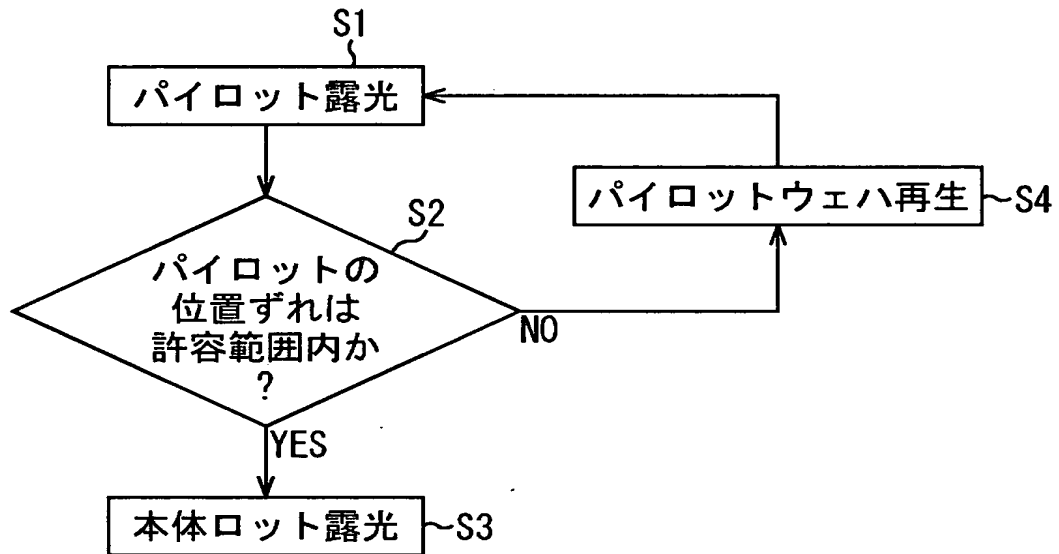 S1
パイロット露光
パイロットウェハ再生
S4
S2
パイロットの
位置ずれは
許容範囲内か
?
NO
YES
本体ロット露光
S3